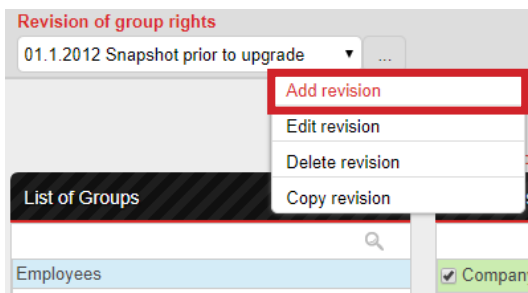 Revision of group rights
01.1.2012 Snapshot prior to upgrade
...
Add revision
Edit revision
Delete revision
Copy revision
List of Groups
Employees